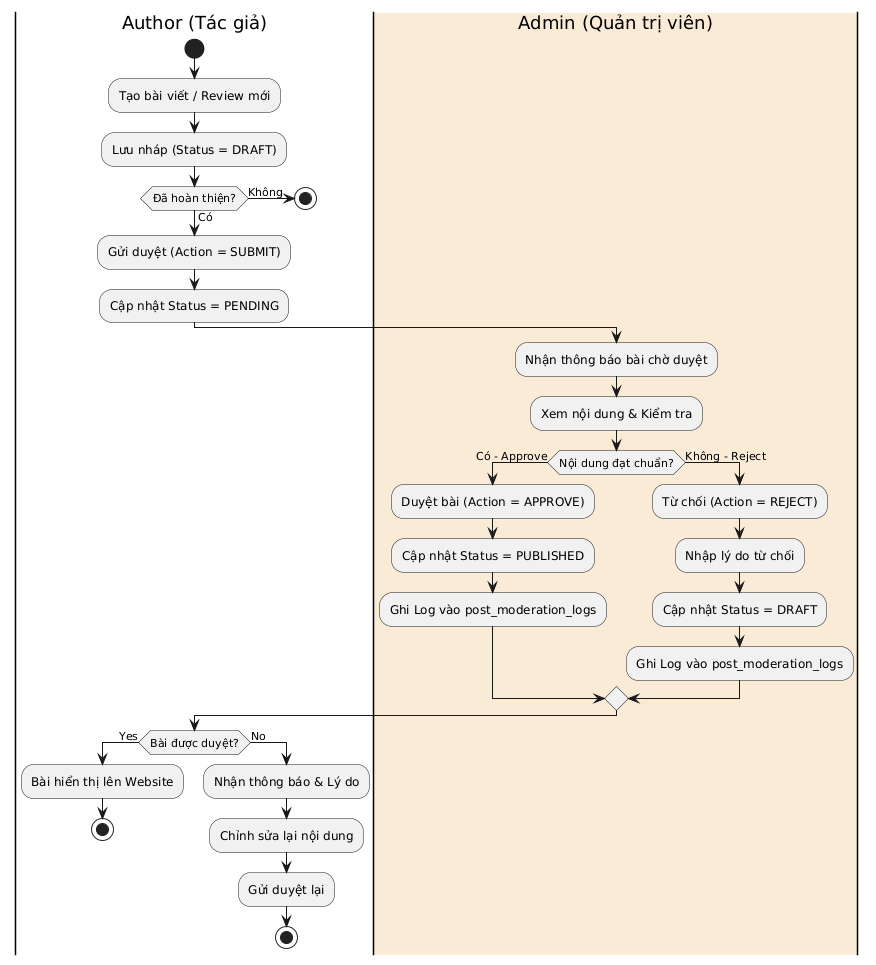 Author (Tác giả)
Admin (Quản trị viên)
Tạo bài viết / Review mới
Lưu nháp (Status = DRAFT)
Đã hoàn thiện?
Không
Có
Gửi duyệt (Action = SUBMIT)
Cập nhật Status = PENDING
Nhận thông báo bài chờ duyệt
Xem nội dung & Kiểm tra
Nội dung đạt chuẩn?
Có - Approve
Không - Reject
Duyệt bài (Action = APPROVE)
Cập nhật Status = PUBLISHED
Ghi Log vào post_moderation_logs
Từ chối (Action = REJECT)
Nhập lý do từ chối
Cập nhật Status = DRAFT
Ghi Log vào post_moderation_logs
Bài được duyệt?
Yes
No
Bài hiển thị lên Website
Nhận thông báo & Lý do
Chỉnh sửa lại nội dung
Gửi duyệt lại